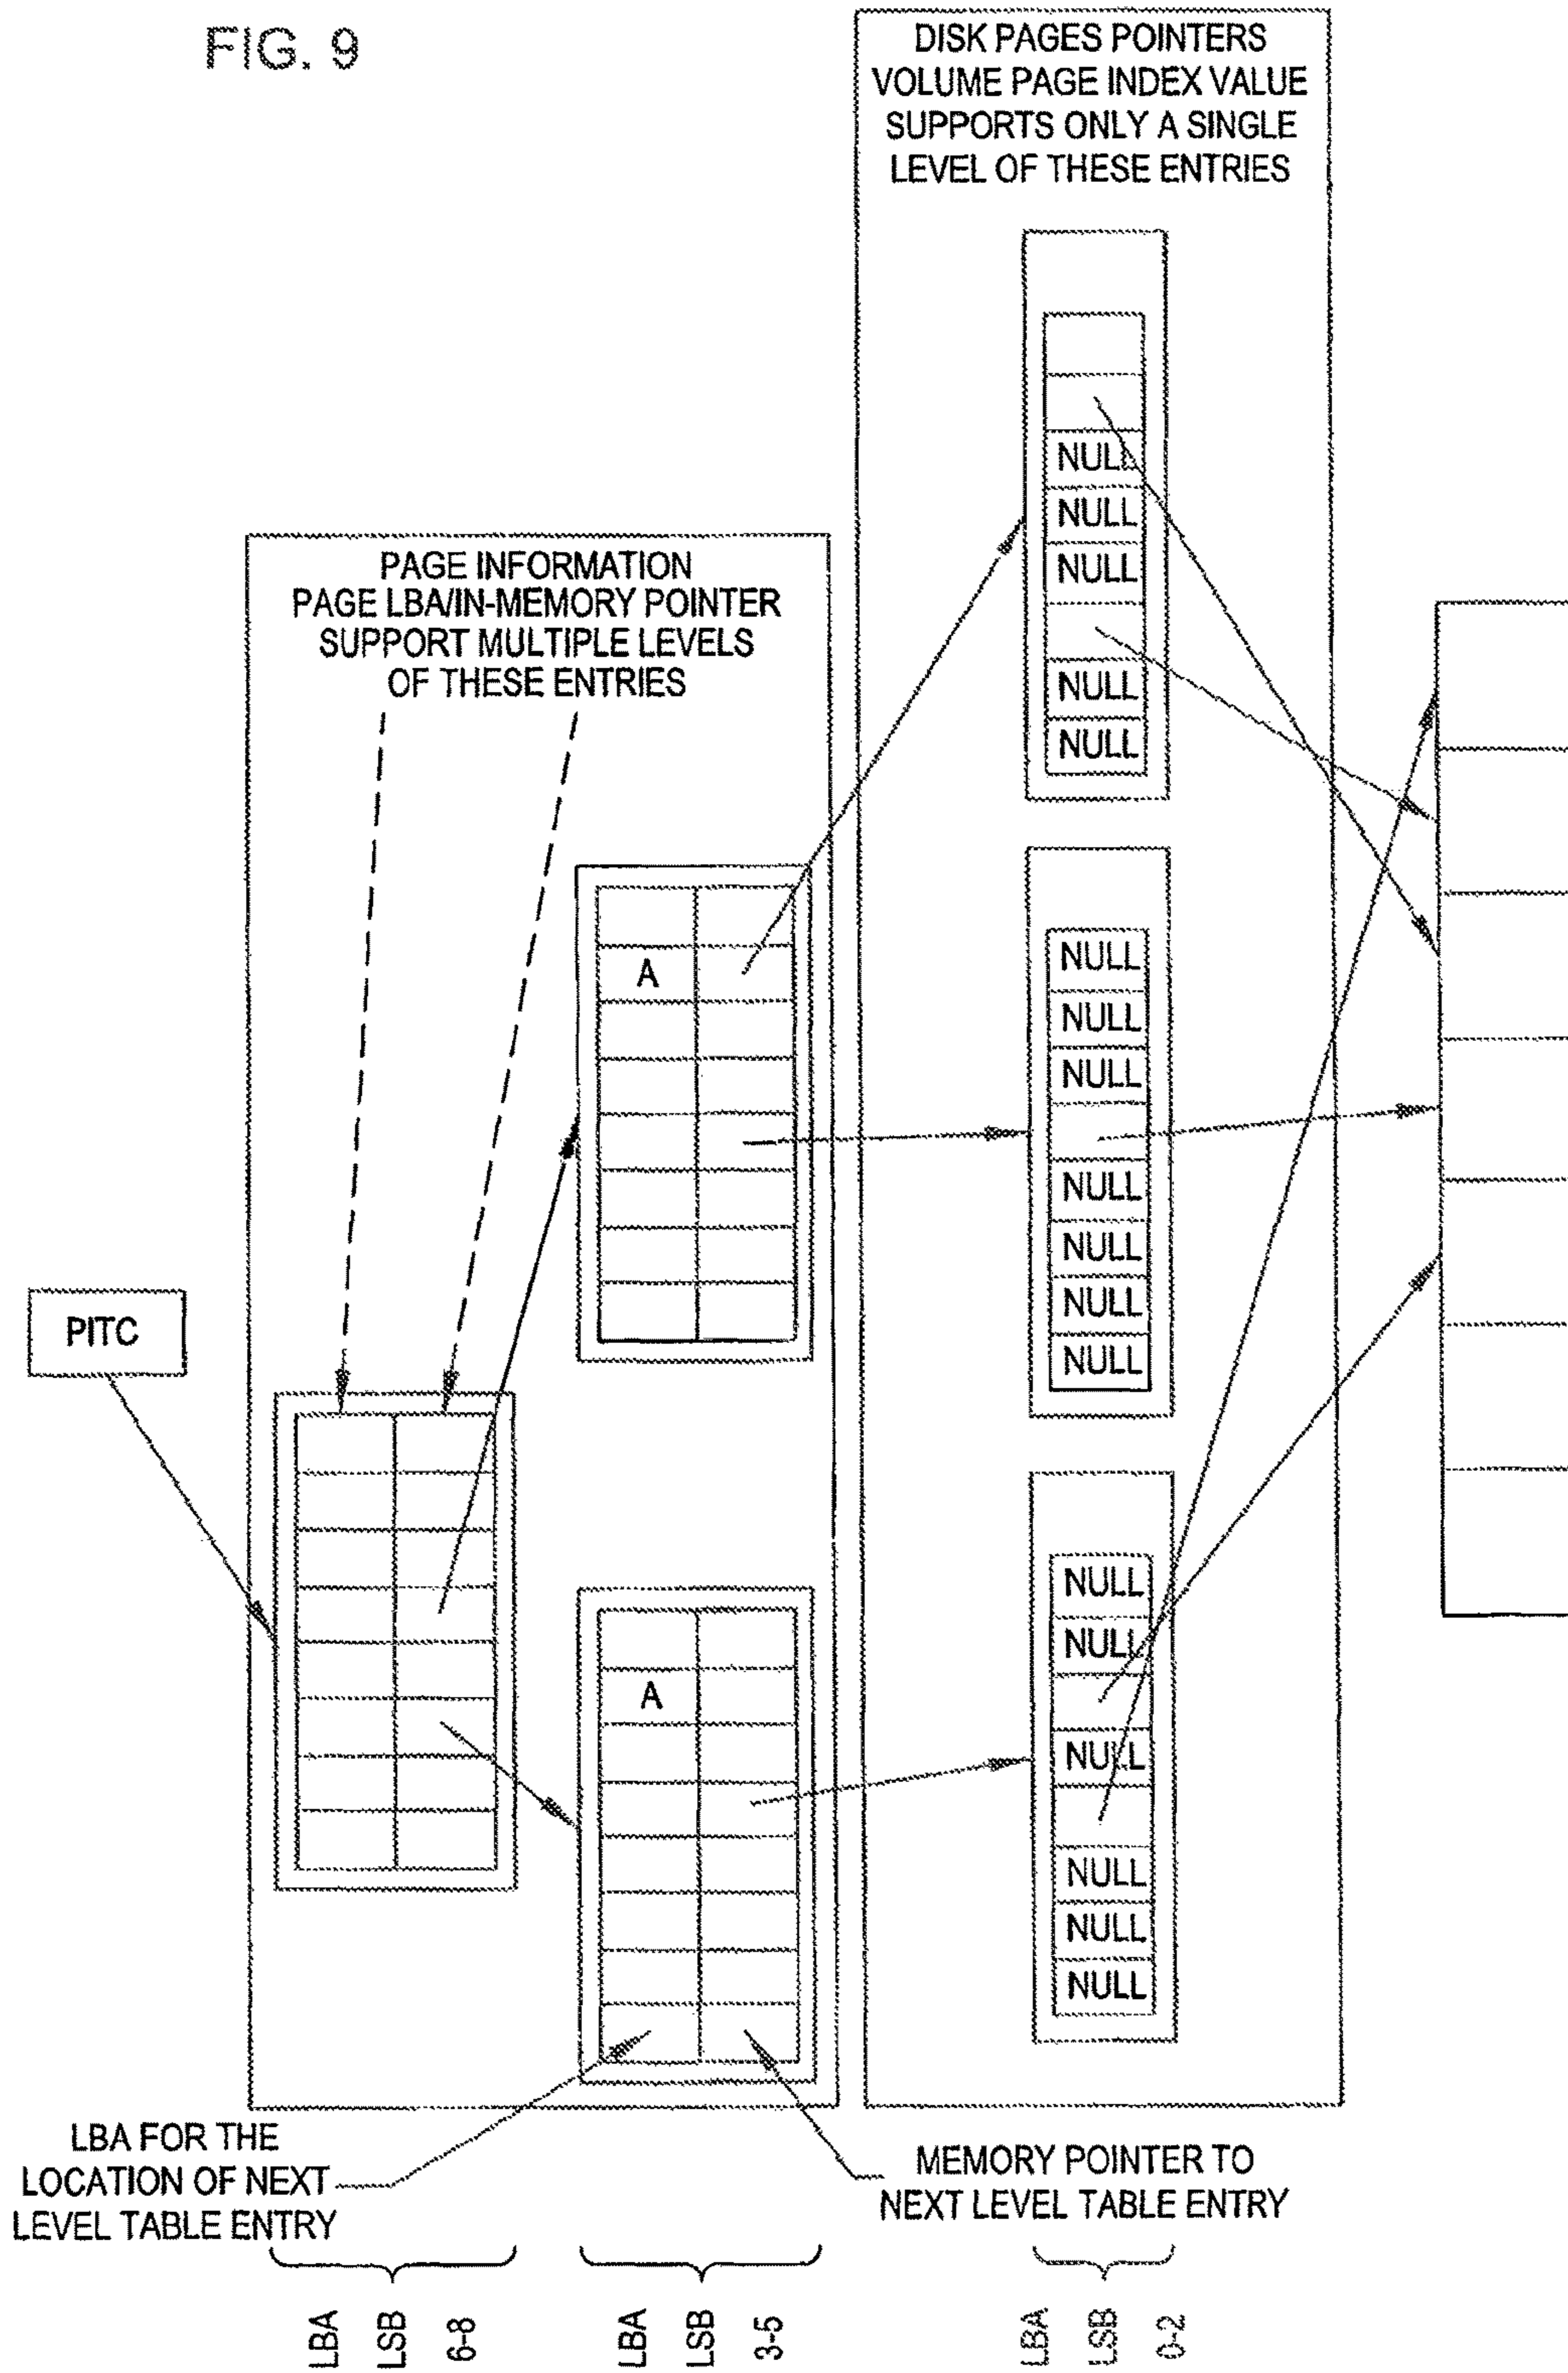 FIG. 9
DISK PAGES POINTERS
VOLUME PAGE INDEX VALUE
SUPPORTS ONLY A SINGLE
LEVEL OF THESE ENTRIES
PAGE INFORMATION
PAGE LBA/IN-MEMORY POINTER
SUPPORT MULTIPLE LEVELS
OF THESE ENTRIES
NULL
NULL
NULL
NULL
NULL
A
NULL
NULL
NULL
NULL
NULL
NULL
NULL
PITC
A
NULL
NULL
NULL
NULL
NULL
NULL
LBA FOR THE
LOCATION OF NEXT
LEVEL TABLE ENTRY
MEMORY POINTER TO
NEXT LEVEL TABLE ENTRY
LBA
LSB
6-8
LBA
LSB
3-5
LBA
LSB
0-2